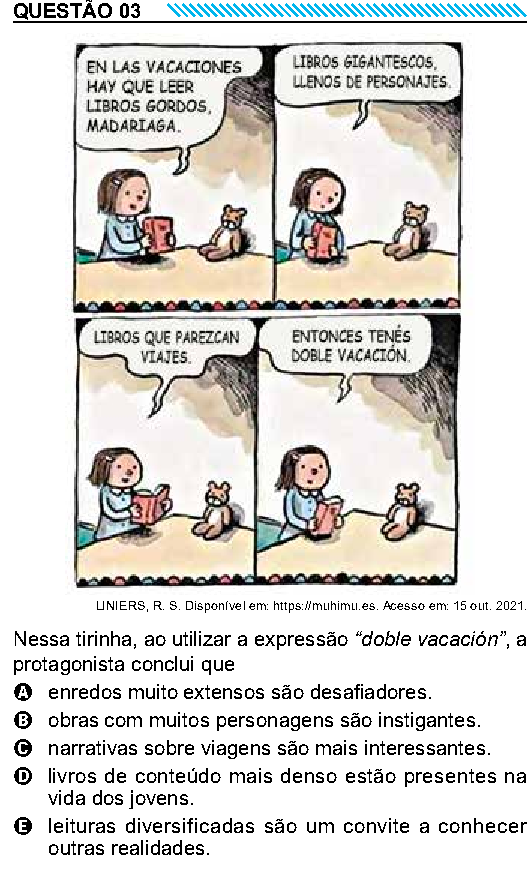 QUESTÃO 03
EN LAS VACACIONES
HAY QUE LEER
LIBROS GORDOS,
MADARIAGA.
LIBROS GIGANTESCOS,
LLENOS DE PERSONAJES.
LIBROS QUE PAREZCAN
VIAJES.
ENTONCES TENÉS
DOBLE VACACIÓN.
LINIERS, R. S. Disponível em: https://muhimu.es. Acesso em: 15 out. 2021.
Nessa tirinha, ao utilizar a expressão “doble vacación”, a
protagonista conclui que
A enredos muito extensos são desafiadores.
B obras com muitos personagens são instigantes.
C narrativas sobre viagens são mais interessantes.
D livros de conteúdo mais denso estão presentes na
vida dos jovens.
E leituras diversificadas são um convite a conhecer
outras realidades.